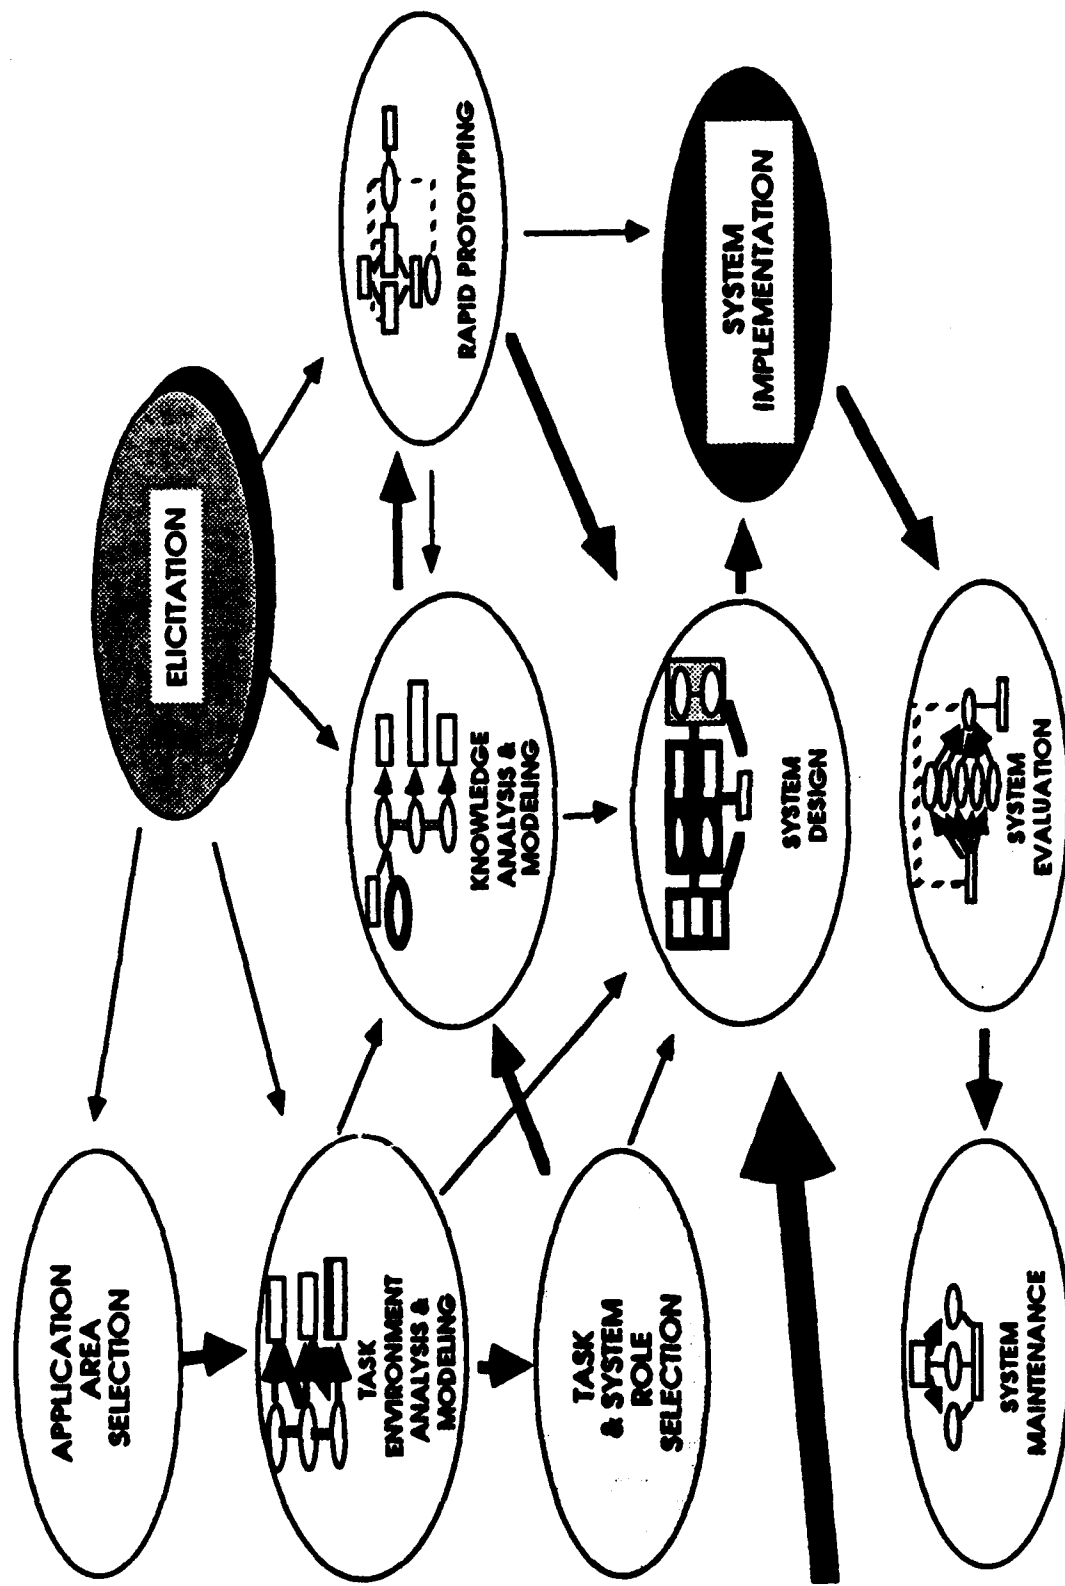 ELICITATION
APPLICATION
AREA
SELECTION
TASK
ENVIRONMENT
ANALYSIS &
MODELING
TASK
& SYSTEM
ROLE
SELECTION
KNOWLEDGE
ANALYSIS &
MODELING
RAPID PROTOTYPING
SYSTEM
DESIGN
SYSTEM
IMPLEMENTATION
SYSTEM
EVALUATION
SYSTEM
MAINTENANCE